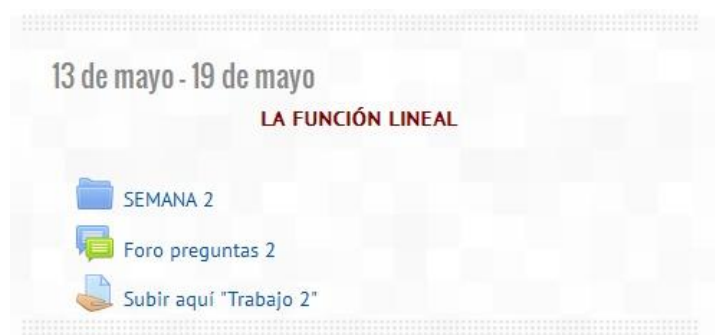 13 de mayo - 19 de mayo
LA FUNCIÓN LINEAL
SEMANA 2
Foro preguntas 2
Subir aquí "Trabajo 2"